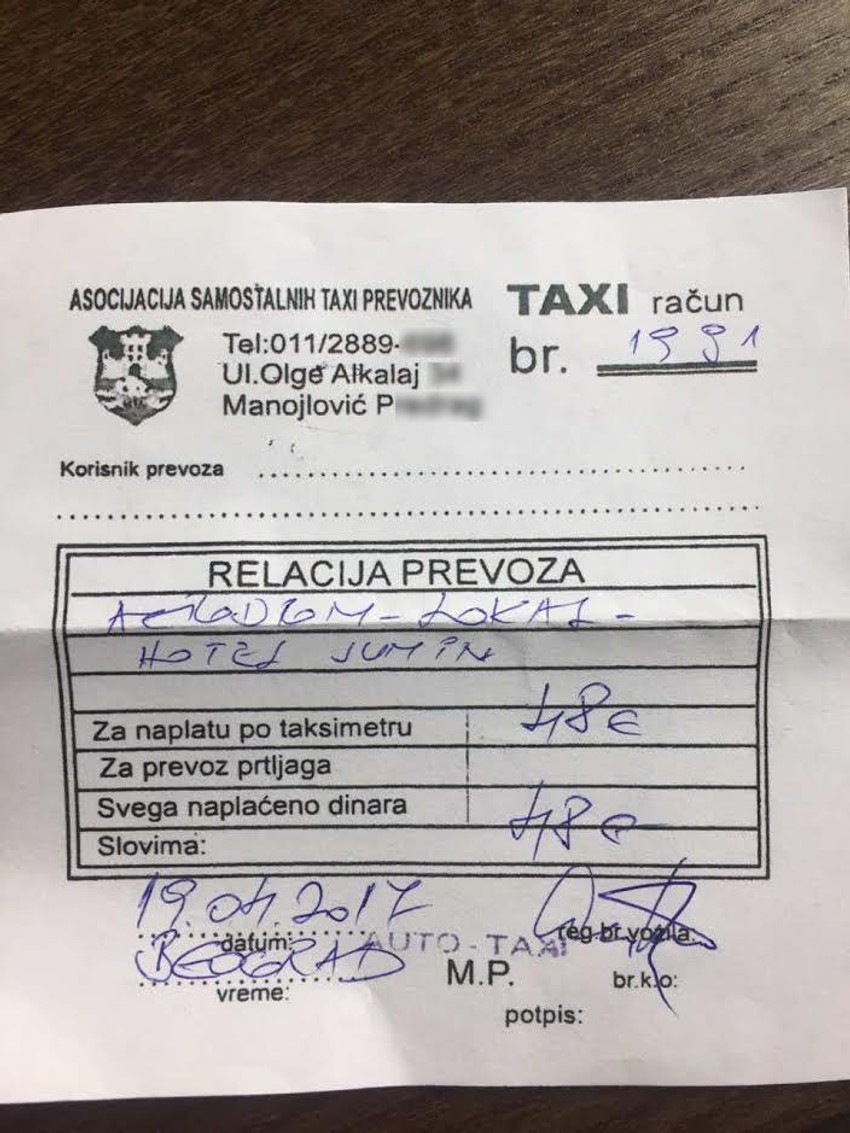 ASOCIJACIJA SAMOSTALNIH TAXI PREVOZNIKA
TAXI račun
br. 1991
Tel:011/2889-
Ul.Olge Alkalaj
Manojlović P
Korisnik prevoza
RELACIJA PREVOZA
AERODROM - LOKAL -
HOTEL
Za naplatu po taksimetru 48€
Za prevoz prtljaga
Svega naplaćeno dinara 48€
Slovima:
19.04.2017
datum:
AUTO-TAXI
reg.br.vozila:
BEOGRAD
vreme:
M.P.
br.k.o:
potpis: